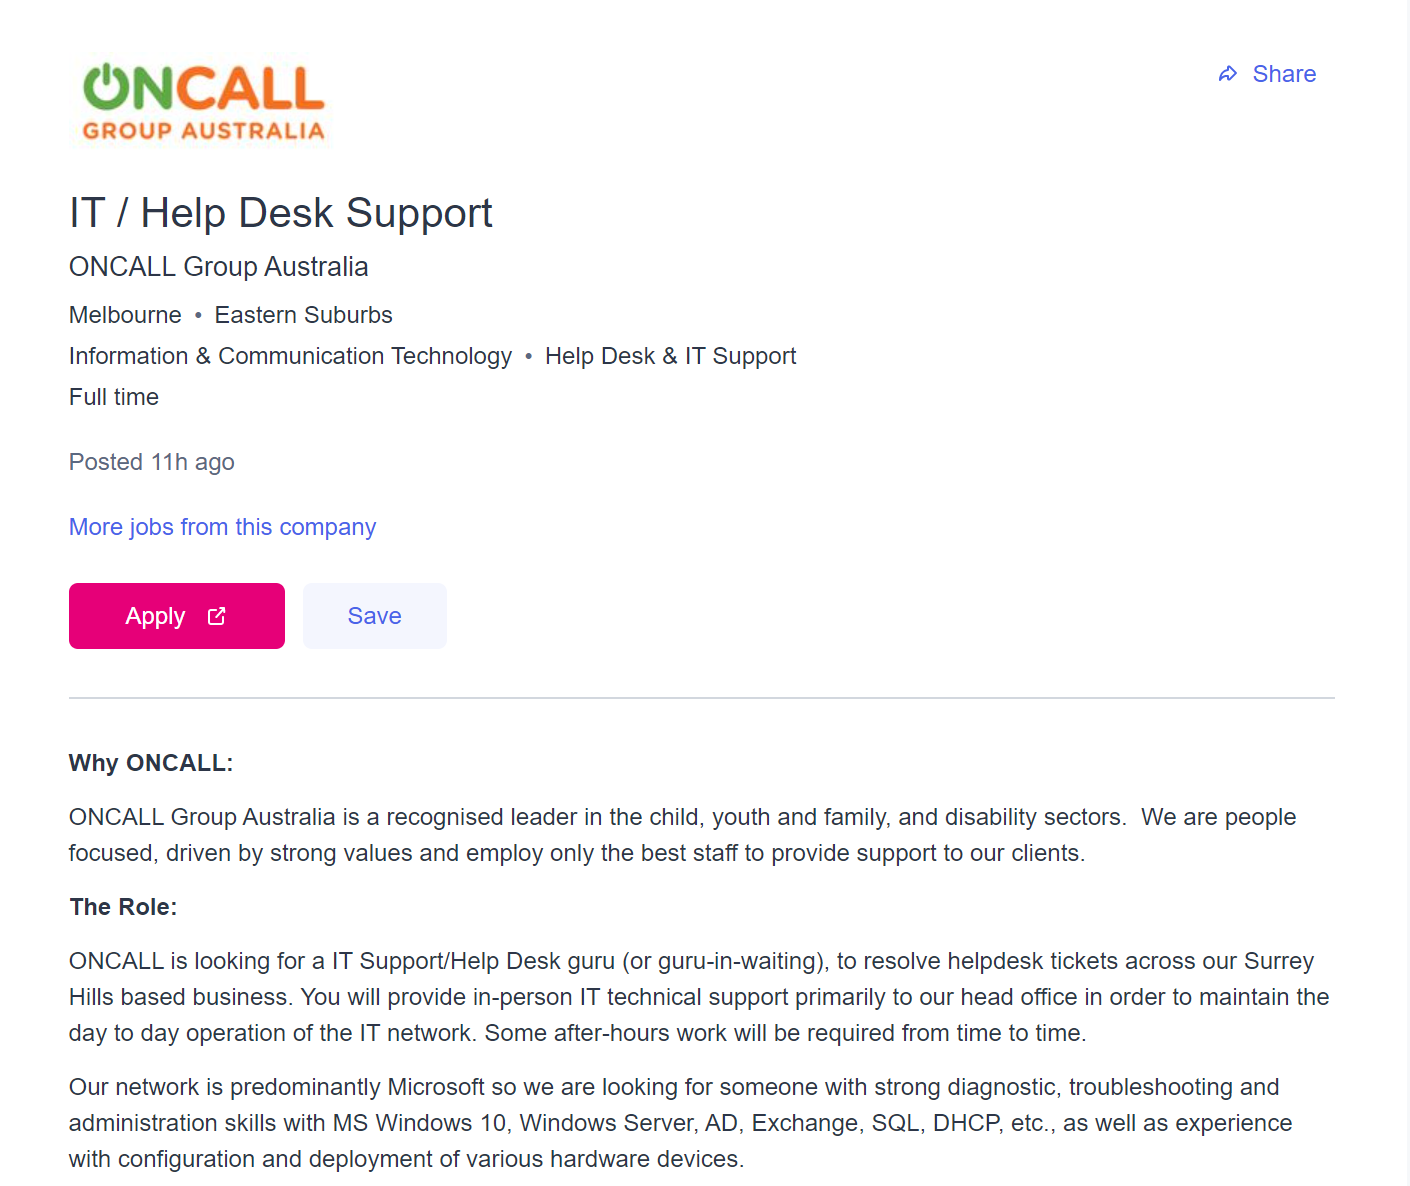 ONCALL
GROUP AUSTRALIA
Share
IT / Help Desk Support
ONCALL Group Australia
Melbourne • Eastern Suburbs
Information & Communication Technology • Help Desk & IT Support
Full time
Posted 11h ago
More jobs from this company
Apply
Save
Why ONCALL:
ONCALL Group Australia is a recognised leader in the child, youth and family, and disability sectors.  We are people
focused, driven by strong values and employ only the best staff to provide support to our clients.
The Role:
ONCALL is looking for a IT Support/Help Desk guru (or guru-in-waiting), to resolve helpdesk tickets across our Surrey
Hills based business. You will provide in-person IT technical support primarily to our head office in order to maintain the
day to day operation of the IT network. Some after-hours work will be required from time to time.
Our network is predominantly Microsoft so we are looking for someone with strong diagnostic, troubleshooting and
administration skills with MS Windows 10, Windows Server, AD, Exchange, SQL, DHCP, etc., as well as experience
with configuration and deployment of various hardware devices.